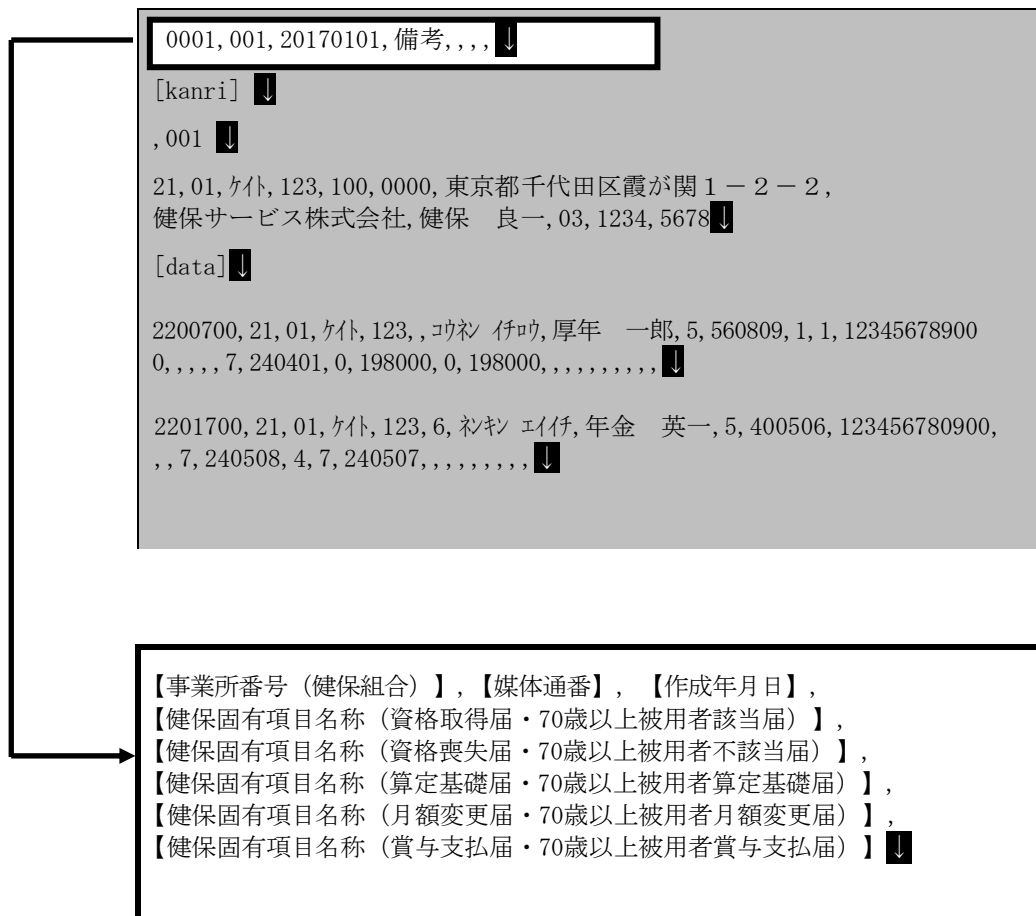 0001,001,20170101,備考,,,,↓
[kanri] ↓
,001 ↓
21,01,ｹｲﾄ,123,100,0000,東京都千代田区霞が関１－２－２,
健保サービス株式会社,健保　良一,03,1234,5678↓
[data]↓
2200700,21,01,ｹｲﾄ,123,,ｺｳﾈﾝ ｲﾁﾛｳ,厚年　一郎,5,560809,1,1,12345678900
0,,,,,7,240401,0,198000,0,198000,,,,,,,,,,↓
2201700,21,01,ｹｲﾄ,123,6,ﾈﾝｷﾝ ｴｲｲﾁ,年金　英一,5,400506,123456780900,
,,7,240508,4,7,240507,,,,,,,,,↓
【事業所番号（健保組合）】,【媒体通番】, 【作成年月日】,
【健保固有項目名称（資格取得届・70歳以上被用者該当届）】,
【健保固有項目名称（資格喪失届・70歳以上被用者不該当届）】,
【健保固有項目名称（算定基礎届・70歳以上被用者算定基礎届）】,
【健保固有項目名称（月額変更届・70歳以上被用者月額変更届）】,
【健保固有項目名称（賞与支払届・70歳以上被用者賞与支払届）】↓